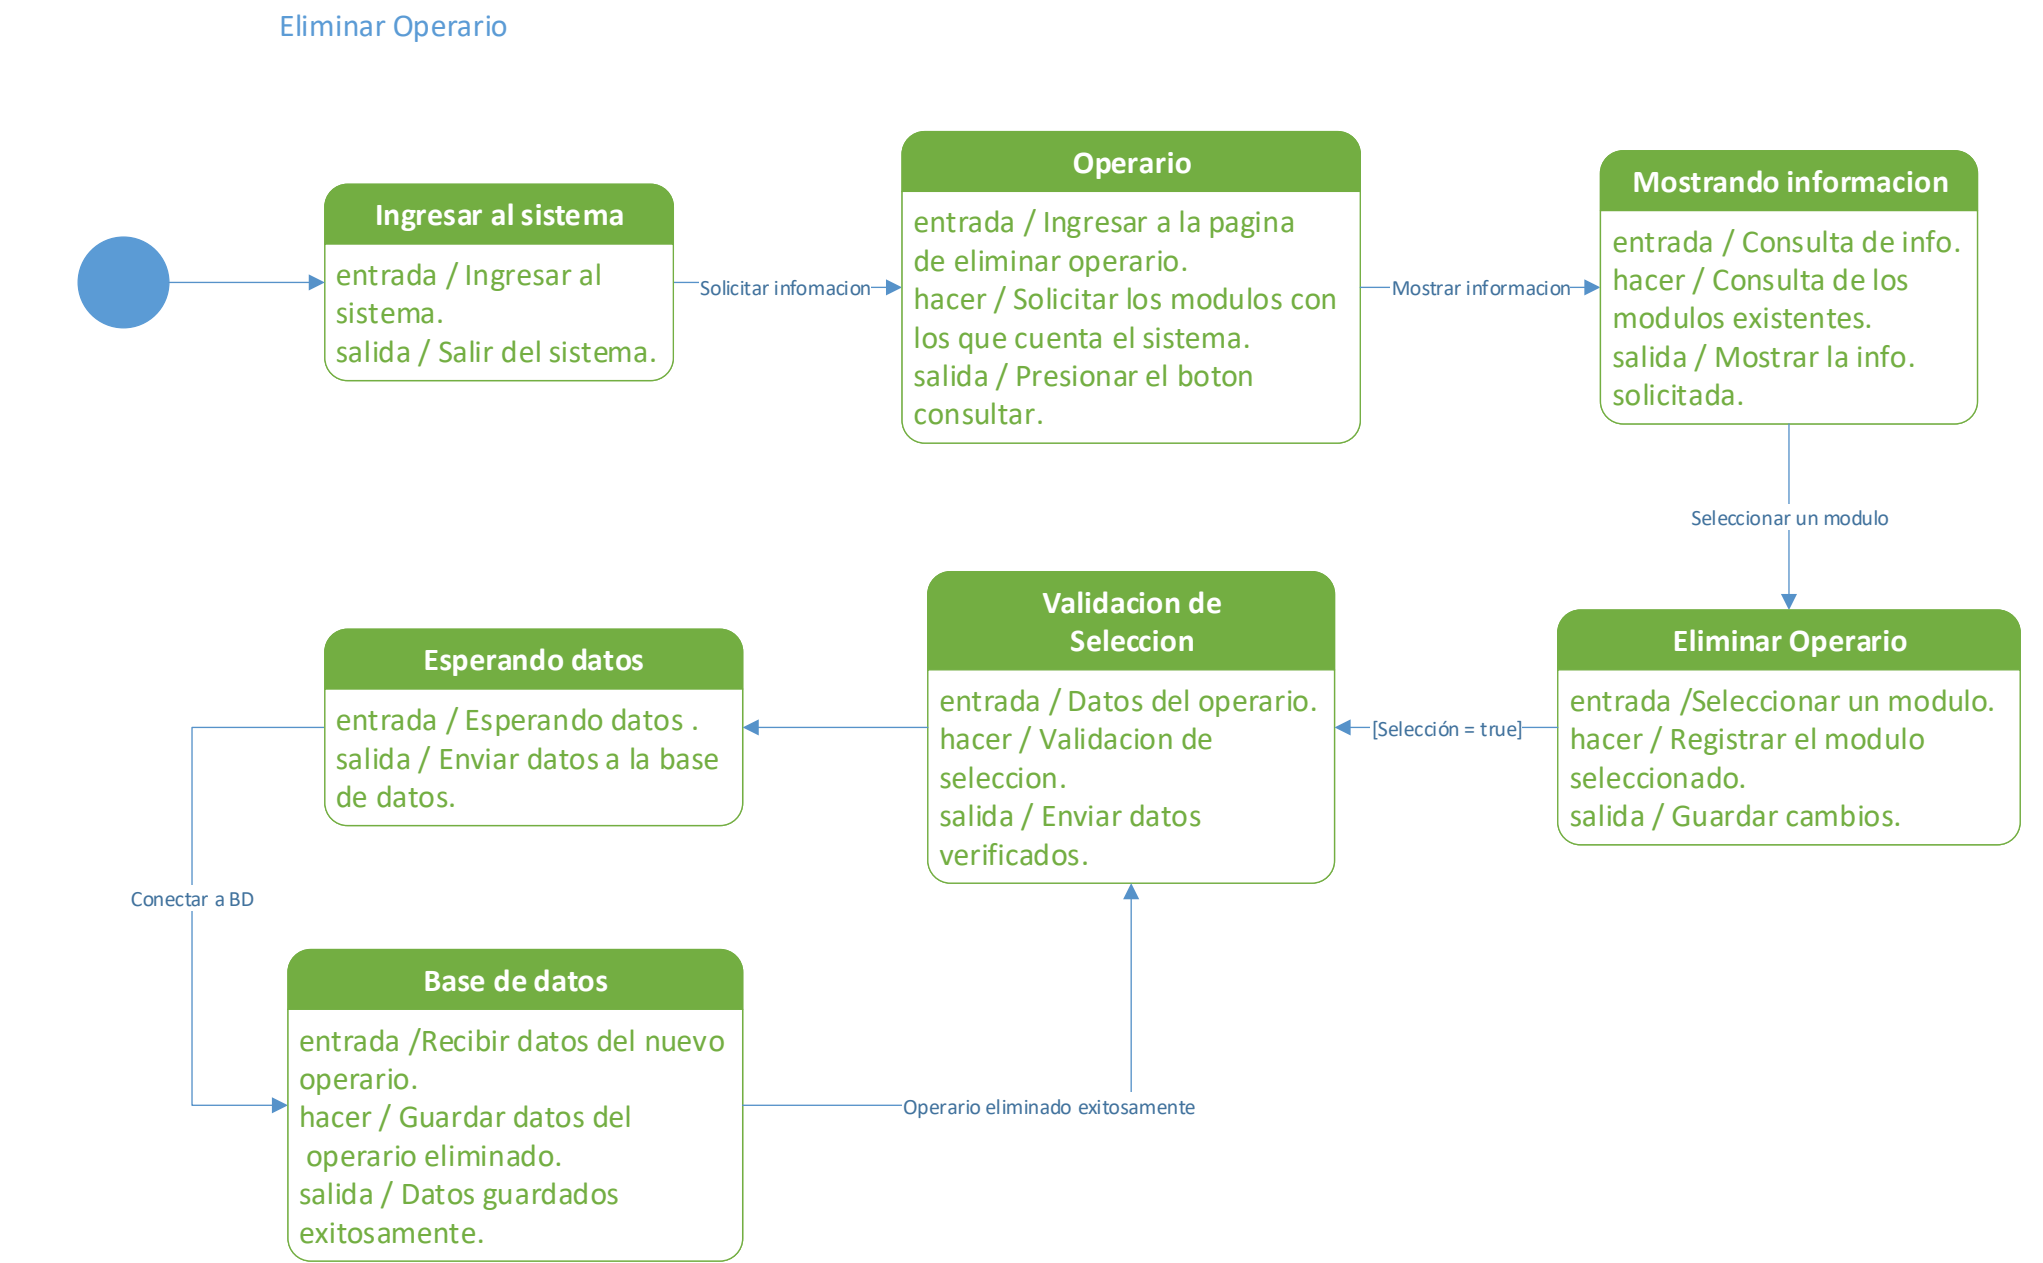 Eliminar Operario
Ingresar al sistema
entrada / Ingresar al
sistema.
salida / Salir del sistema.
Solicitar infomacion
Operario
entrada / Ingresar a la pagina
de eliminar operario.
hacer / Solicitar los modulos con
los que cuenta el sistema.
salida / Presionar el boton
consultar.
Mostrar informacion
Mostrando informacion
entrada / Consulta de info.
hacer / Consulta de los
modulos existentes.
salida / Mostrar la info.
solicitada.
Seleccionar un modulo
Eliminar Operario
entrada /Seleccionar un modulo.
hacer / Registrar el modulo
seleccionado.
salida / Guardar cambios.
[Selección = true]
Validacion de
Seleccion
entrada / Datos del operario.
hacer / Validacion de
seleccion.
salida / Enviar datos
verificados.
Esperando datos
entrada / Esperando datos .
salida / Enviar datos a la base
de datos.
Conectar a BD
Base de datos
entrada /Recibir datos del nuevo
operario.
hacer / Guardar datos del
operario eliminado.
salida / Datos guardados
exitosamente.
Operario eliminado exitosamente